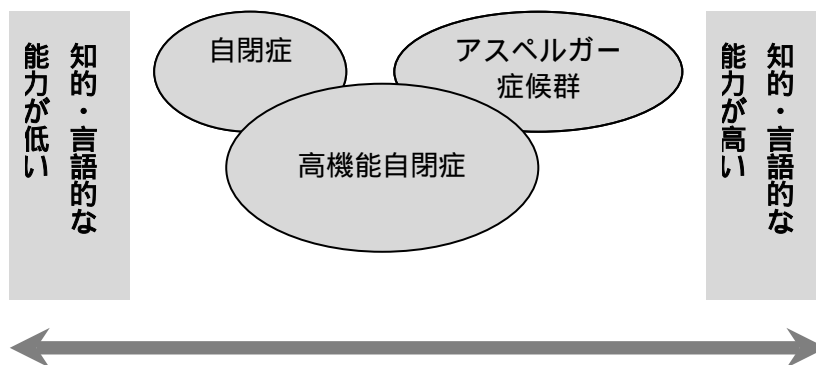 知的・言語的な
能力が低い
自閉症
アスペルガー
症候群
高機能自閉症
知的・言語的な
能力が高い